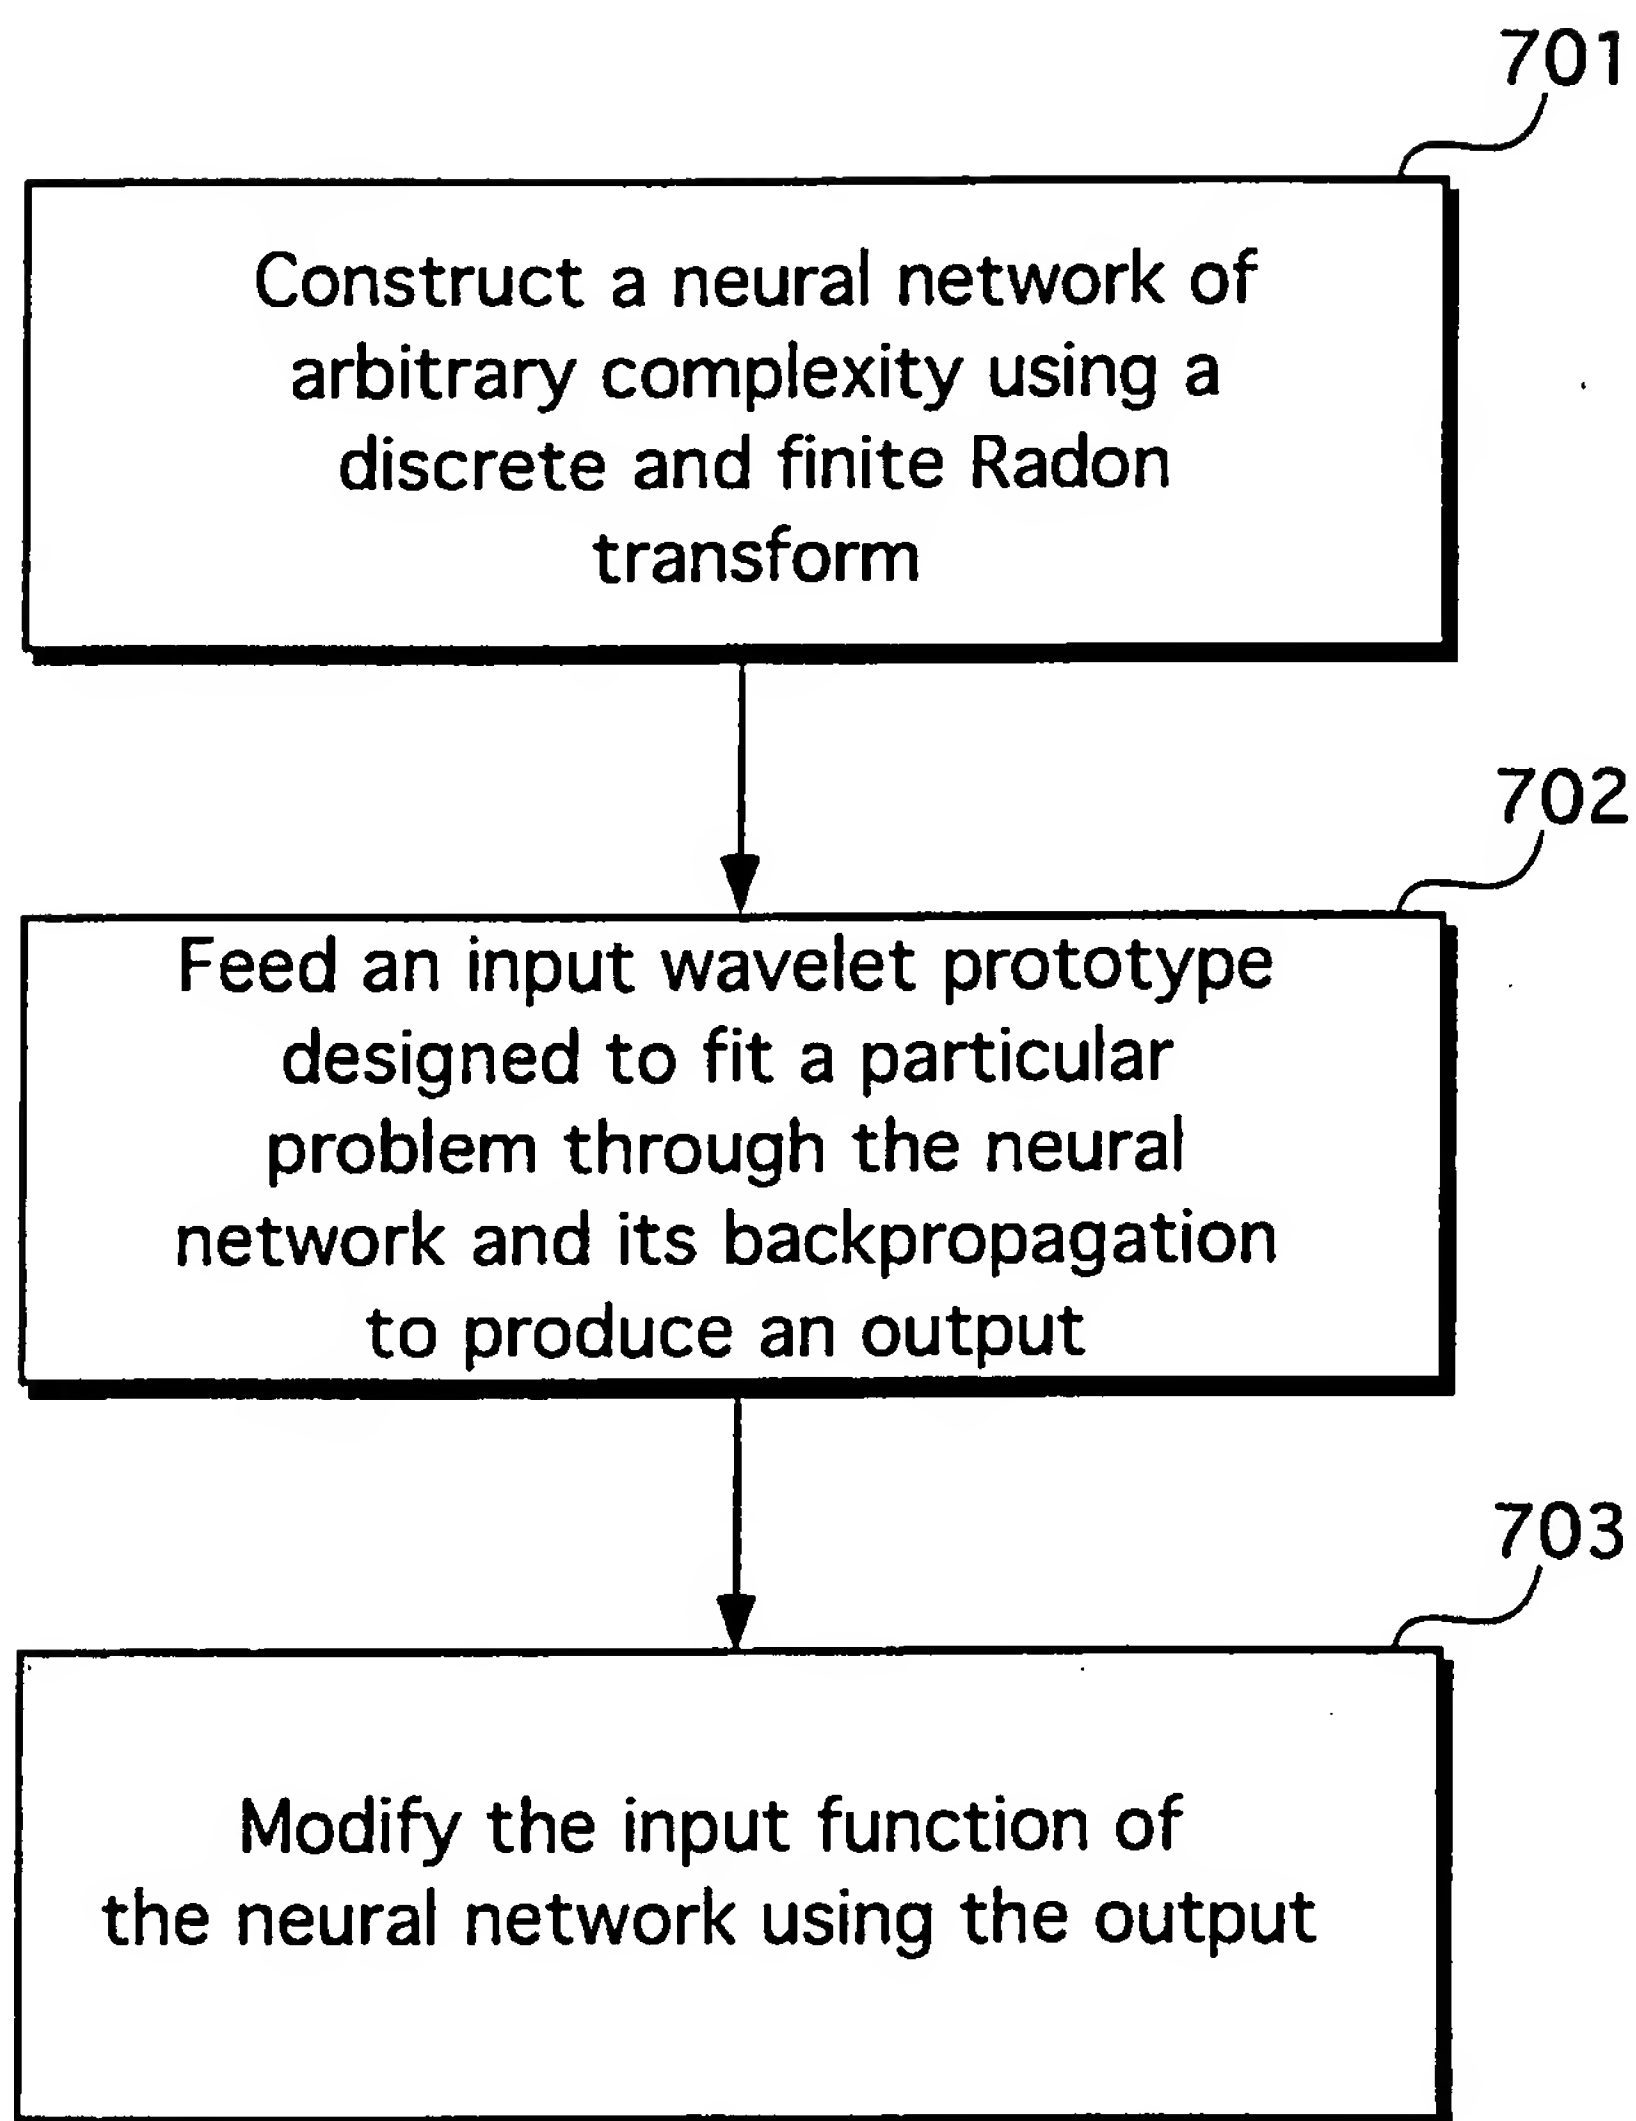 701
Construct a neural network of
arbitrary complexity using a
discrete and finite Radon
transform
702
Feed an input wavelet prototype
designed to fit a particular
problem through the neural
network and its backpropagation
to produce an output
703
Modify the input function of
the neural network using the output